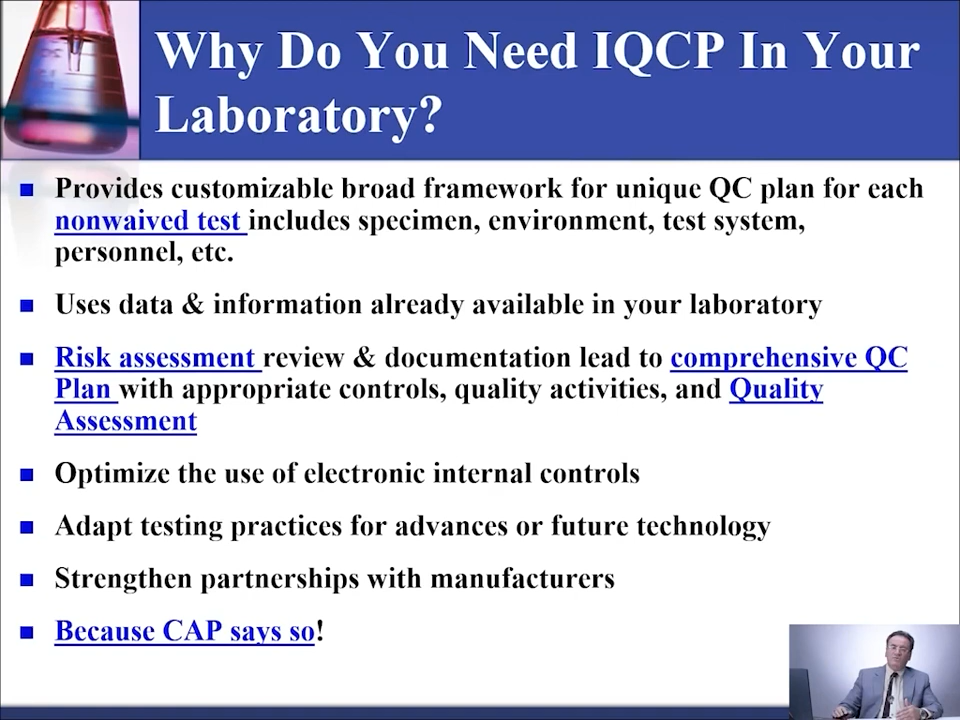 Why Do You Need IQCP In Your
Laboratory?
Provides customizable broad framework for unique QC plan for each
nonwaived test includes specimen, environment, test system,
personnel, etc.
Uses data & information already available in your laboratory
Risk assessment review & documentation lead to comprehensive QC
Plan with appropriate controls, quality activities, and Quality
Assessment
Optimize the use of electronic internal controls
Adapt testing practices for advances or future technology
Strengthen partnerships with manufacturers
Because CAP says so!